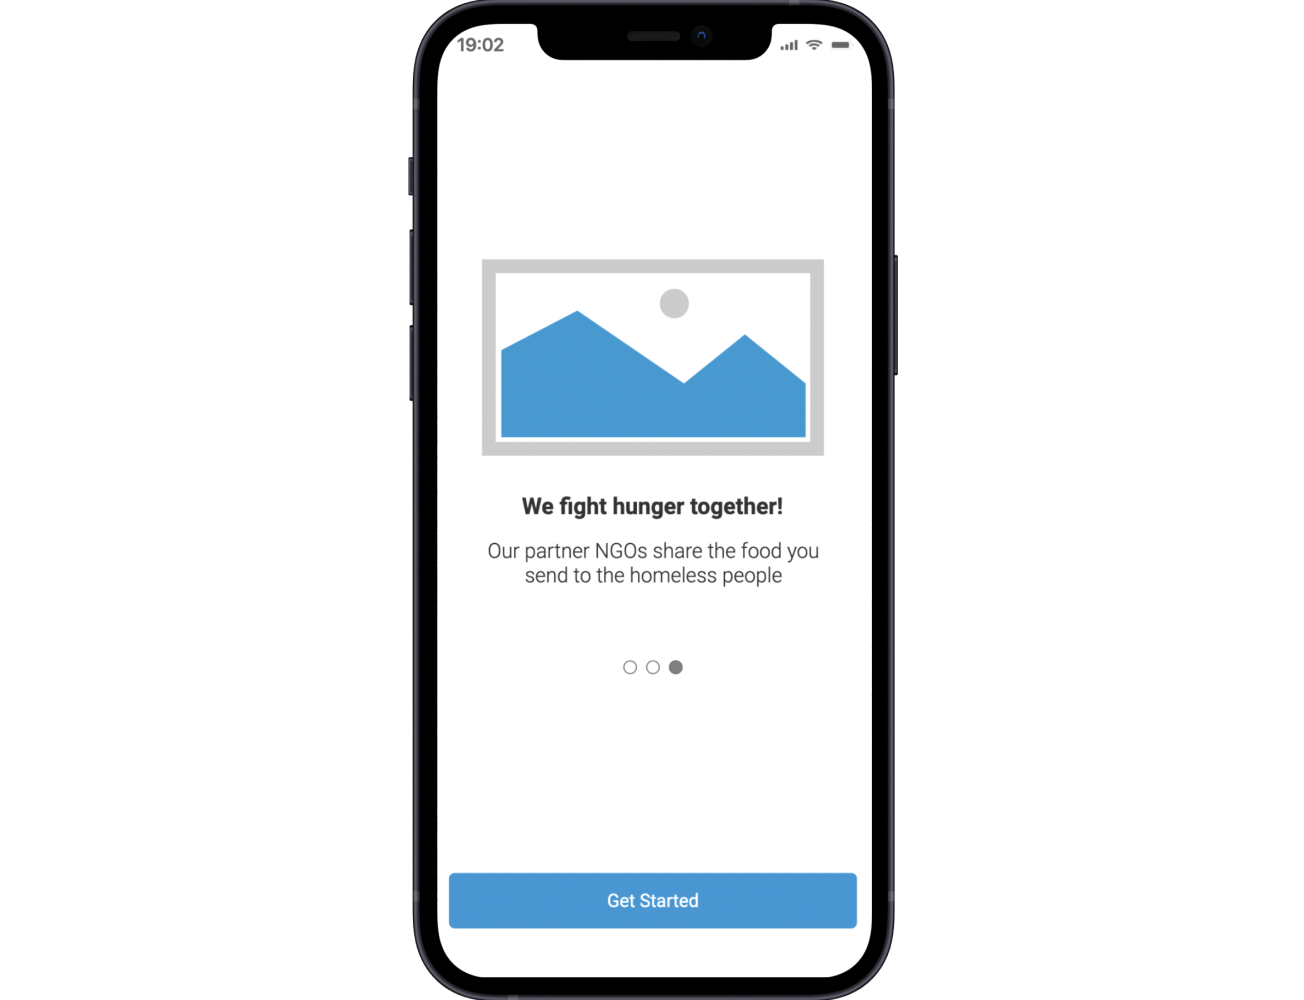 19:02
We fight hunger together!
Our partner NGOs share the food you
send to the homeless people
Get Started